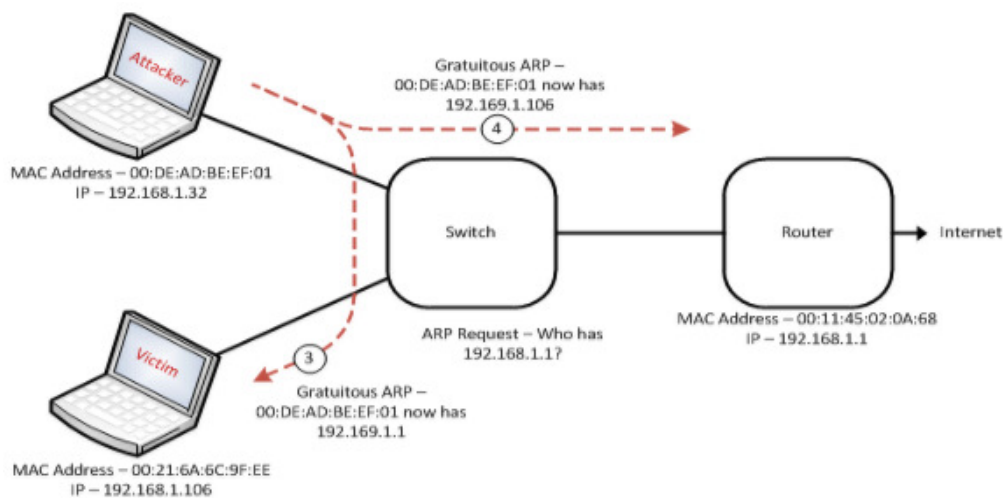 Attacker
MAC Address – 00:DE:AD:BE:EF:01
IP – 192.168.1.32
Gratuitous ARP –
00:DE:AD:BE:EF:01 now has
192.169.1.106
4
Switch
Router
Internet
MAC Address – 00:11:45:02:0A:68
IP – 192.168.1.1
ARP Request – Who has
192.168.1.1?
3
Gratuitous ARP –
00:DE:AD:BE:EF:01 now has
192.169.1.1
Victim
MAC Address – 00:21:6A:6C:9F:EE
IP – 192.168.1.106